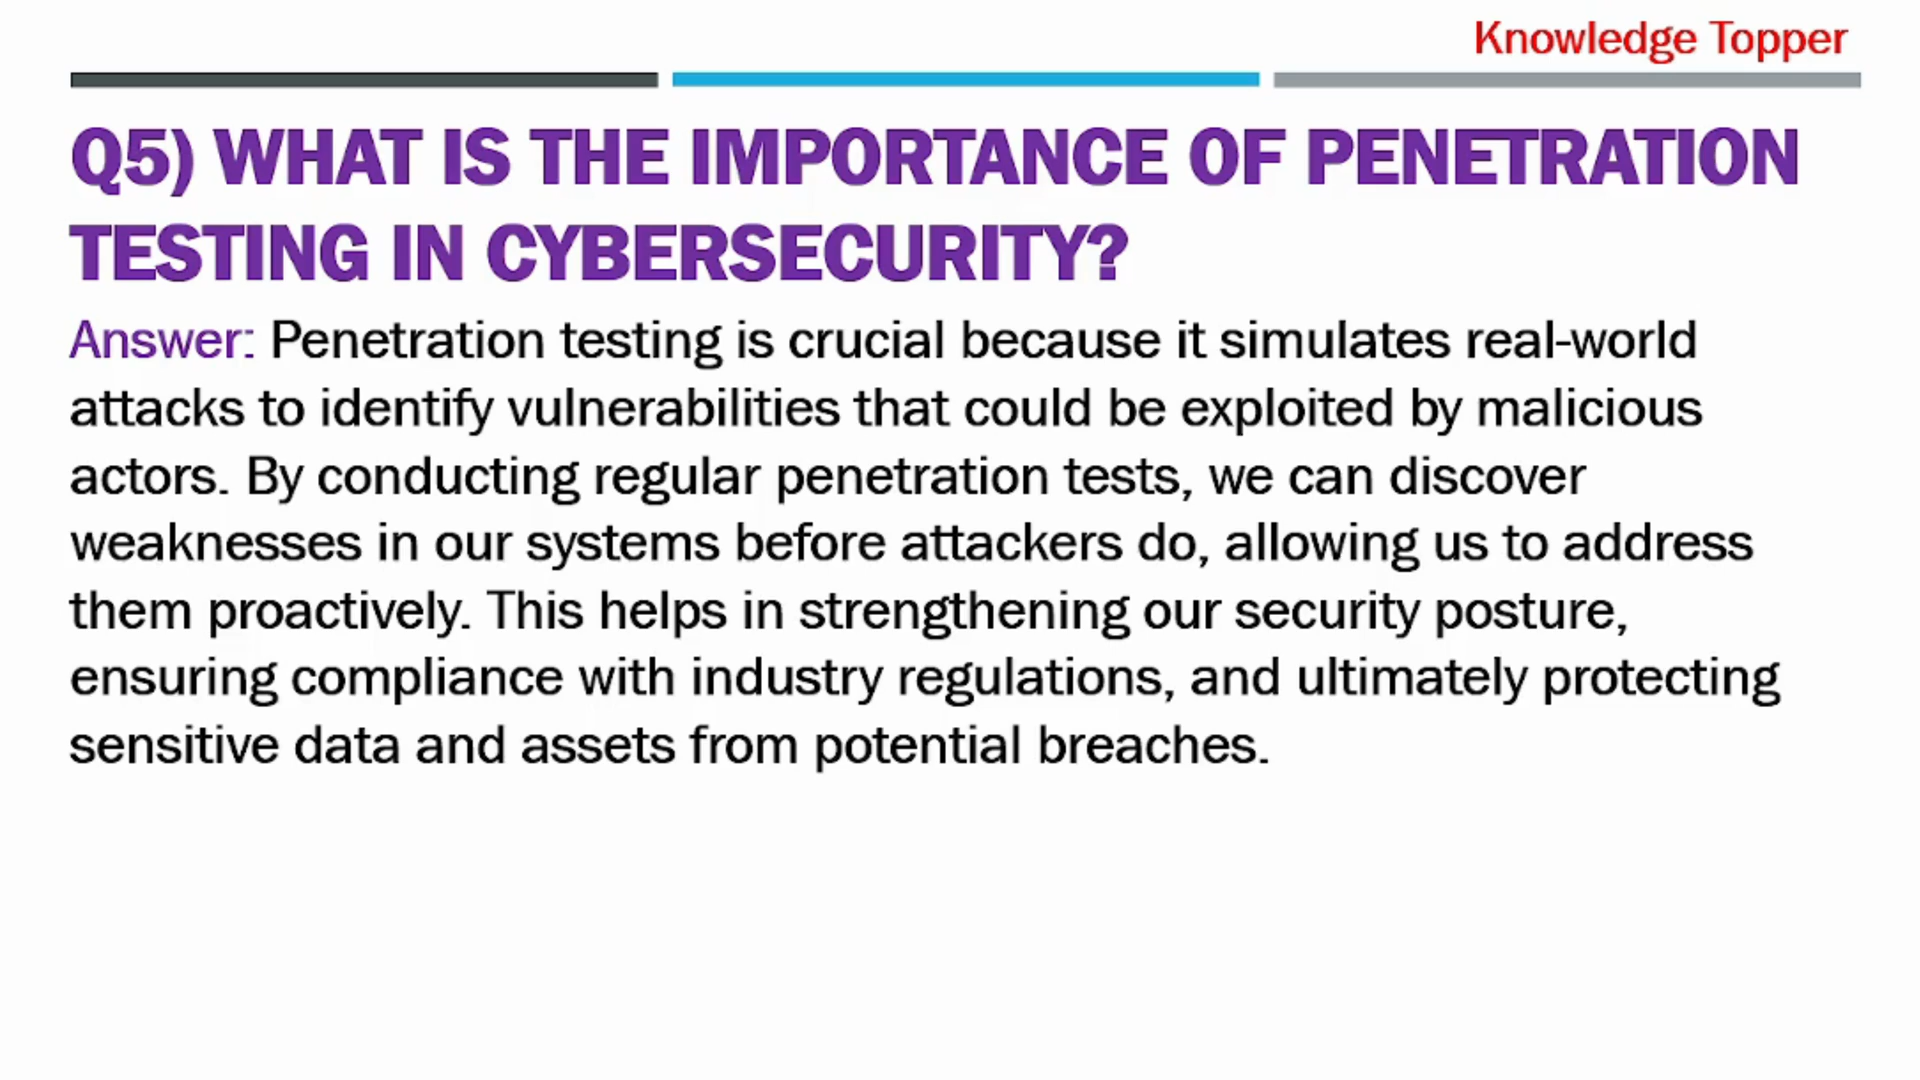 Knowledge Topper
Q5) WHAT IS THE IMPORTANCE OF PENETRATION
TESTING IN CYBERSECURITY?
Answer: Penetration testing is crucial because it simulates real-world
attacks to identify vulnerabilities that could be exploited by malicious
actors. By conducting regular penetration tests, we can discover
weaknesses in our systems before attackers do, allowing us to address
them proactively. This helps in strengthening our security posture,
ensuring compliance with industry regulations, and ultimately protecting
sensitive data and assets from potential breaches.